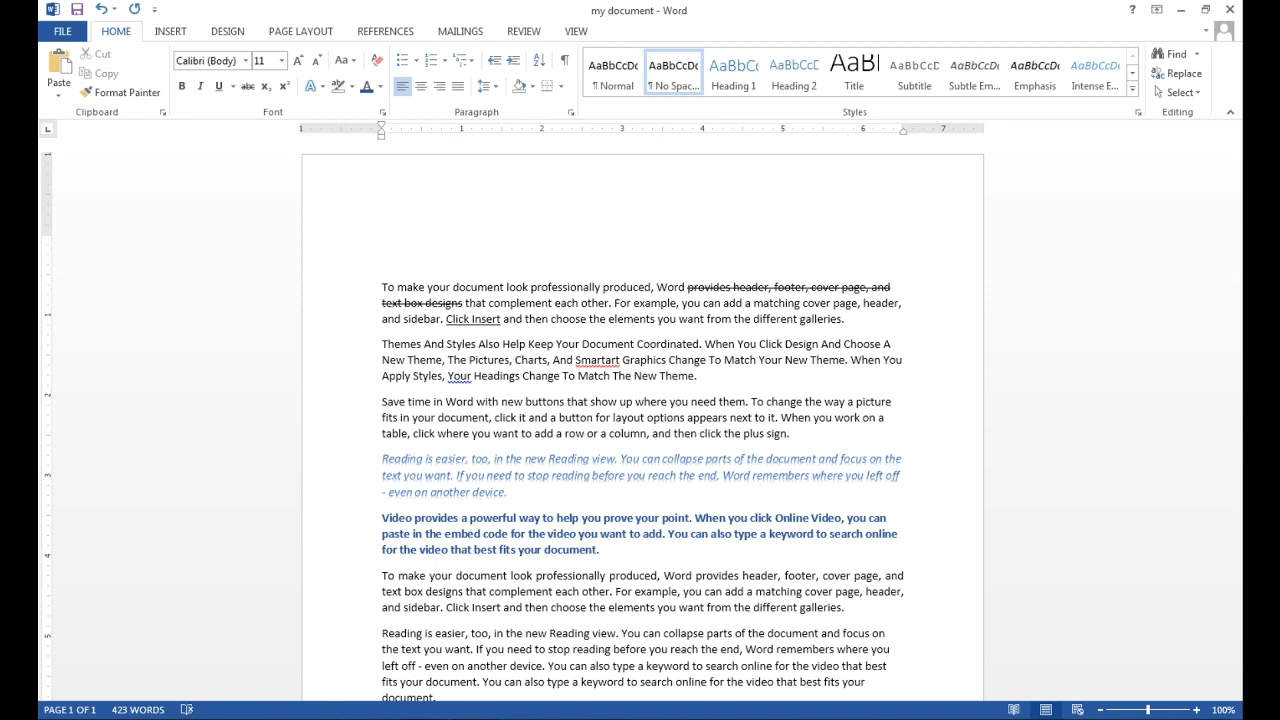 my document - Word
FILE HOME INSERT DESIGN PAGE LAYOUT REFERENCES MAILINGS REVIEW VIEW
Paste
Cut
Copy
Format Painter
Clipboard
Calibri (Body) 11
Font
Paragraph
AaBbCcDc AaBbCcDc AaBbCc AaBbCcC AaBI AaBbCcD AaBbCcDc AaBbCcDc AaBbCcDc
¶ Normal ¶ No Spac... Heading 1 Heading 2 Title Subtitle Subtle Em... Emphasis Intense E...
Styles
Find
Replace
Select
Editing
1 1 2 3 4 5 6 7
1
1
2
3
4
5
To make your document look professionally produced, Word provides header, footer, cover page, and
text box designs that complement each other. For example, you can add a matching cover page, header,
and sidebar. Click Insert and then choose the elements you want from the different galleries.
Themes And Styles Also Help Keep Your Document Coordinated. When You Click Design And Choose A
New Theme, The Pictures, Charts, And Smartart Graphics Change To Match Your New Theme. When You
Apply Styles, Your Headings Change To Match The New Theme.
Save time in Word with new buttons that show up where you need them. To change the way a picture
fits in your document, click it and a button for layout options appears next to it. When you work on a
table, click where you want to add a row or a column, and then click the plus sign.
Reading is easier, too, in the new Reading view. You can collapse parts of the document and focus on the
text you want. If you need to stop reading before you reach the end, Word remembers where you left off
- even on another device.
Video provides a powerful way to help you prove your point. When you click Online Video, you can
paste in the embed code for the video you want to add. You can also type a keyword to search online
for the video that best fits your document.
To make your document look professionally produced, Word provides header, footer, cover page, and
text box designs that complement each other. For example, you can add a matching cover page, header,
and sidebar. Click Insert and then choose the elements you want from the different galleries.
Reading is easier, too, in the new Reading view. You can collapse parts of the document and focus on
the text you want. If you need to stop reading before you reach the end, Word remembers where you
left off - even on another device. You can also type a keyword to search online for the video that best
fits your document. You can also type a keyword to search online for the video that best fits your
document.
PAGE 1 OF 1 423 WORDS 100%